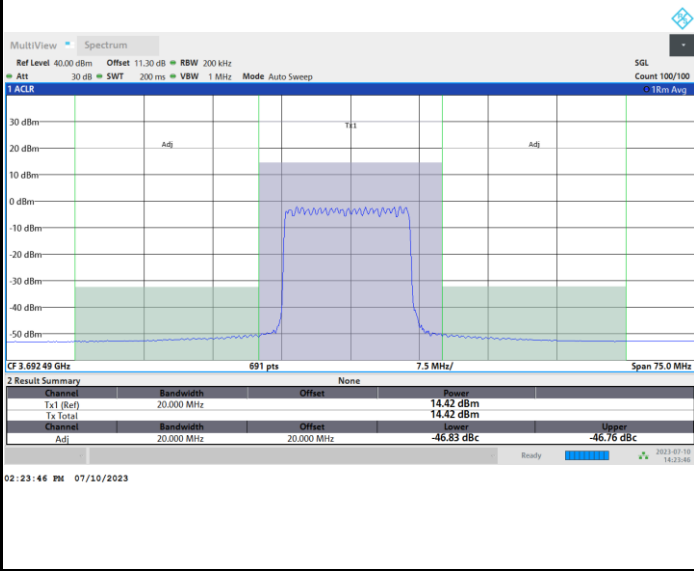 MultiView Spectrum
Ref Level 40.00 dBm Offset 11.30 dB RBW 200 kHz SGL
Att 30 dB SWT 200 ms VBW 1 MHz Mode Auto Sweep Count 100/100
1 ACLR 1Rm Avg
Tx1
Adj Adj
30 dBm
20 dBm
10 dBm
0 dBm
-10 dBm
-20 dBm
-30 dBm
-40 dBm
-50 dBm
CF 3.692 49 GHz 691 pts 7.5 MHz/ Span 75.0 MHz
2 Result Summary None
Channel Bandwidth Offset Power
Tx1 (Ref) 20.000 MHz 14.42 dBm
Tx Total 14.42 dBm
Channel Bandwidth Offset Lower Upper
Adj 20.000 MHz 20.000 MHz -46.83 dBc -46.76 dBc
Ready 2023-07-10
14:23:46
02:23:46 PM 07/10/2023